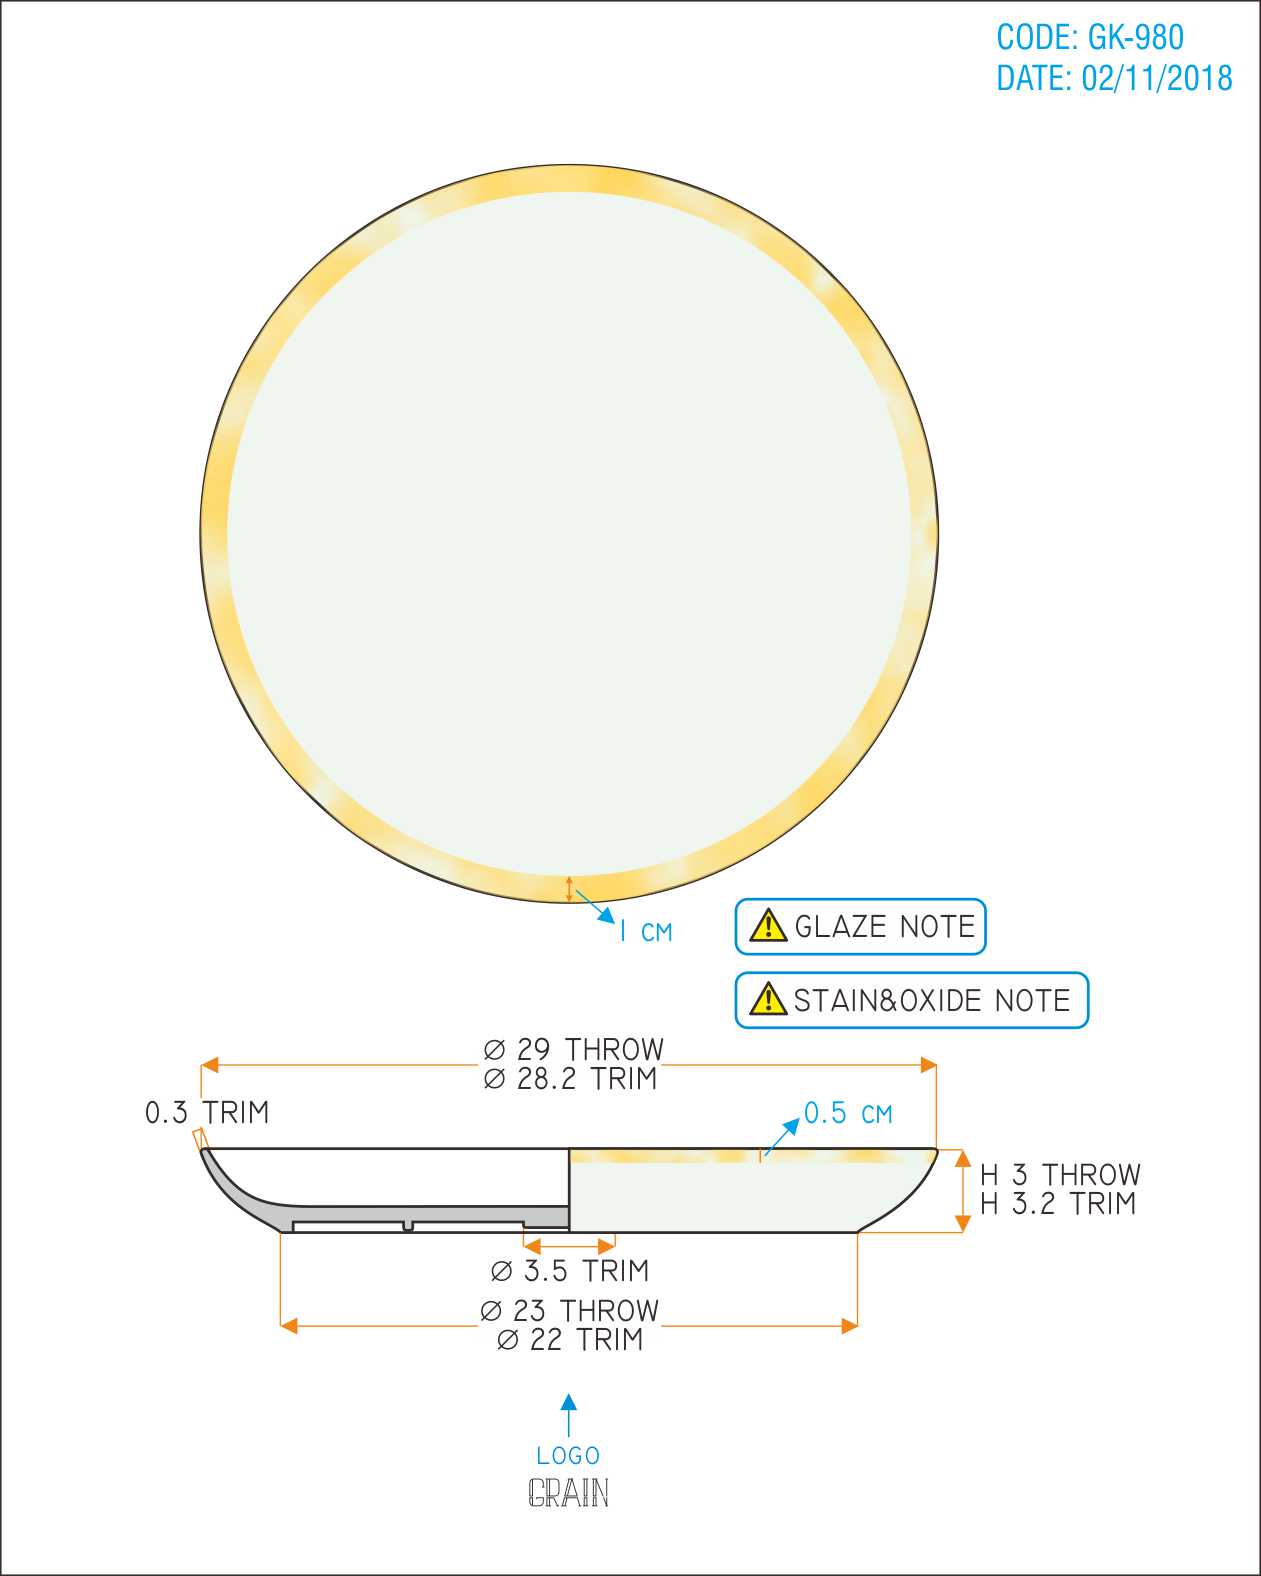 CODE: GK-980
DATE: 02/11/2018
1 CM
GLAZE NOTE
STAIN&OXIDE NOTE
Ø 29 THROW
Ø 28.2 TRIM
0.3 TRIM
0.5 CM
H 3 THROW
H 3.2 TRIM
Ø 3.5 TRIM
Ø 23 THROW
Ø 22 TRIM
LOGO
GRAIN